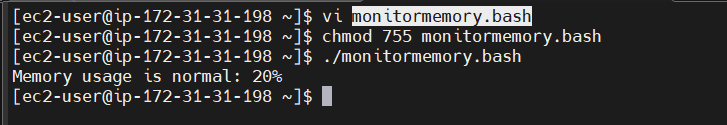 [ec2-user@ip-172-31-31-198 ~]$ vi monitormemory.bash
[ec2-user@ip-172-31-31-198 ~]$ chmod 755 monitormemory.bash
[ec2-user@ip-172-31-31-198 ~]$ ./monitormemory.bash
Memory usage is normal: 20%
[ec2-user@ip-172-31-31-198 ~]$